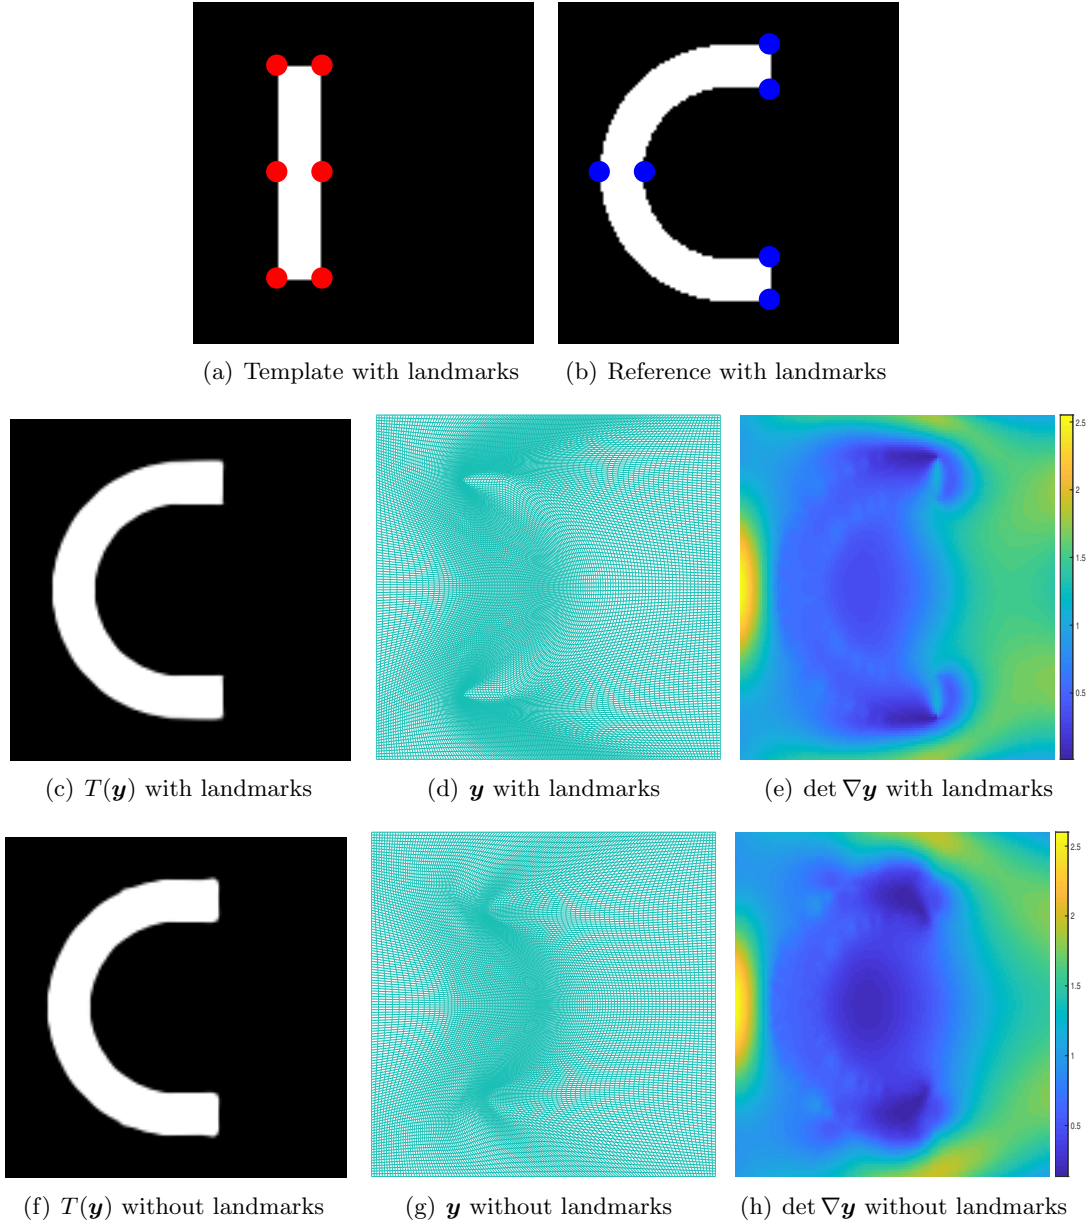 (a) Template with landmarks
(b) Reference with landmarks
2.5
2
1.5
1
0.5
(c) T(y) with landmarks
(d) y with landmarks
(e) det ∇y with landmarks
2.5
2
1.5
1
0.5
(f) T(y) without landmarks
(g) y without landmarks
(h) det ∇y without landmarks